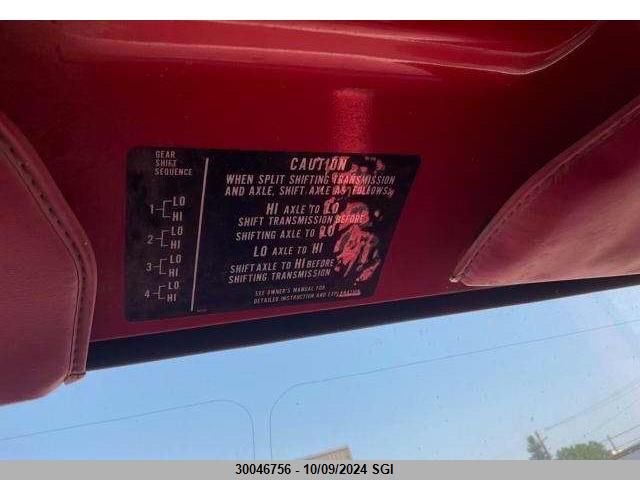 GEAR
SHIFT
SEQUENCE
1 LO
HI
2 LO
HI
3 LO
HI
4 LO
HI
CAUTION
WHEN SPLIT SHIFTING TRANSMISSION
AND AXLE, SHIFT AXLE AS FOLLOWS,
HI AXLE TO LO
SHIFT TRANSMISSION BEFORE
SHIFTING AXLE TO LO
LO AXLE TO HI
SHIFT AXLE TO HI BEFORE
SHIFTING TRANSMISSION
SEE OWNER'S MANUAL FOR
DETAILED INSTRUCTION AND EXPLANATION
30046756 - 10/09/2024 SGI